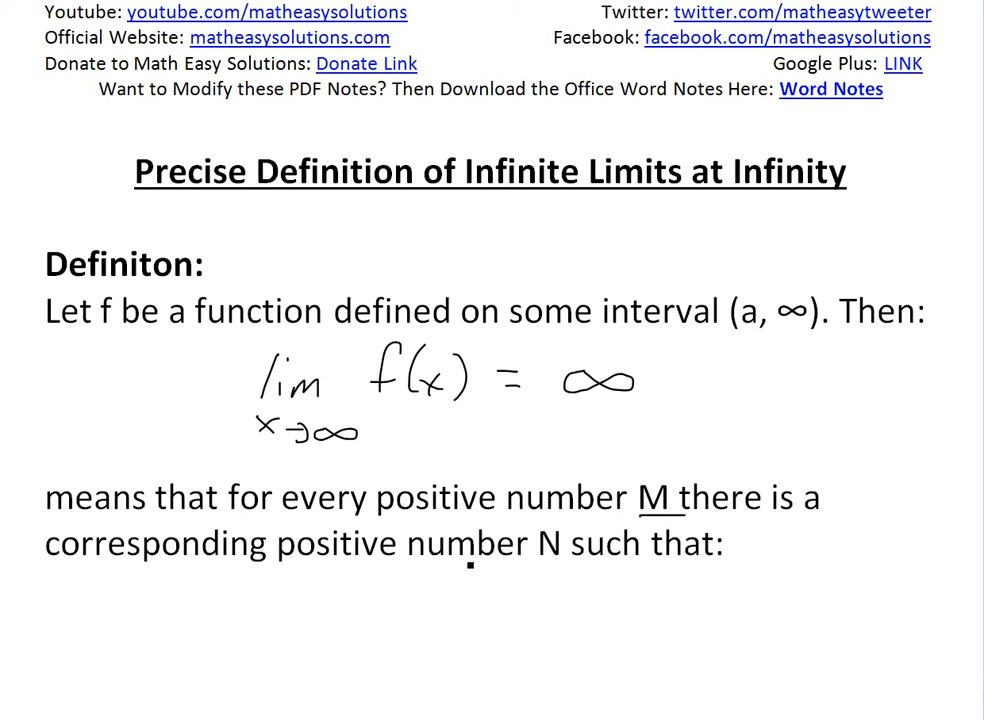 Youtube: youtube.com/matheasysolutions Twitter: twitter.com/matheasytweeter
Official Website: matheasysolutions.com Facebook: facebook.com/matheasysolutions
Donate to Math Easy Solutions: Donate Link Google Plus: LINK
Want to Modify these PDF Notes? Then Download the Office Word Notes Here: Word Notes
Precise Definition of Infinite Limits at Infinity
Definiton:
Let f be a function defined on some interval (a, ∞). Then:
lim f(x) = ∞
x→∞
means that for every positive number M there is a
corresponding positive number N such that: